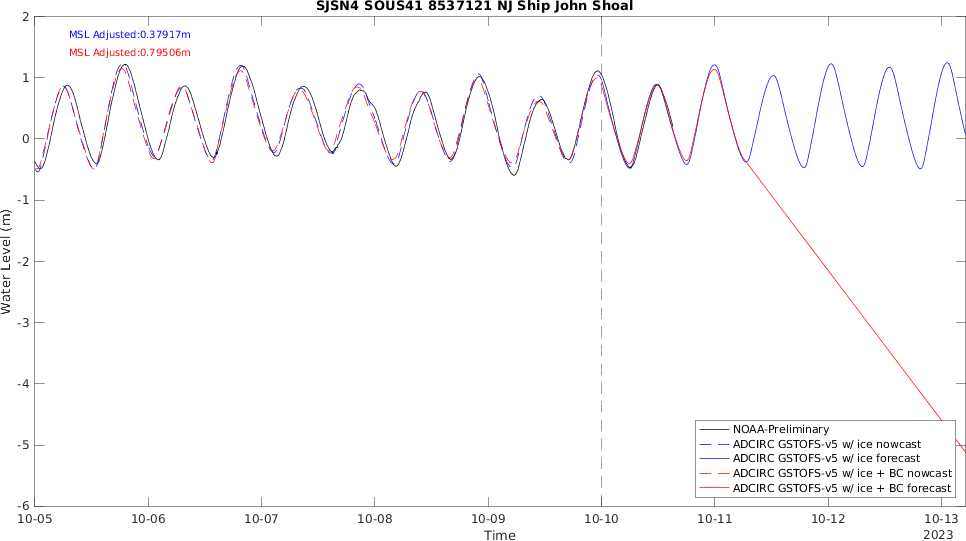 SJSN4 SOUS41 8537121 NJ Ship John Shoal
MSL Adjusted:0.37917m
MSL Adjusted:0.79506m
2
1
0
-1
-2
-3
-4
-5
-6
Water Level (m)
NOAA-Preliminary
ADCIRC GSTOFS-v5 w/ ice nowcast
ADCIRC GSTOFS-v5 w/ ice forecast
ADCIRC GSTOFS-v5 w/ ice + BC nowcast
ADCIRC GSTOFS-v5 w/ ice + BC forecast
10-05 10-06 10-07 10-08 10-09 10-10 10-11 10-12 10-13
Time 2023